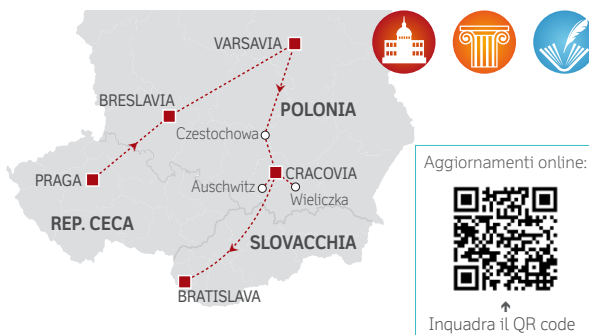 VARSAVIA
BRESLAVIA
POLONIA
Czestochowa
Aggiornamenti online:
CRACOVIA
PRAGA
Auschwitz
Wieliczka
REP. CECA
SLOVACCHIA
BRATISLAVA
Inquadra il QR code